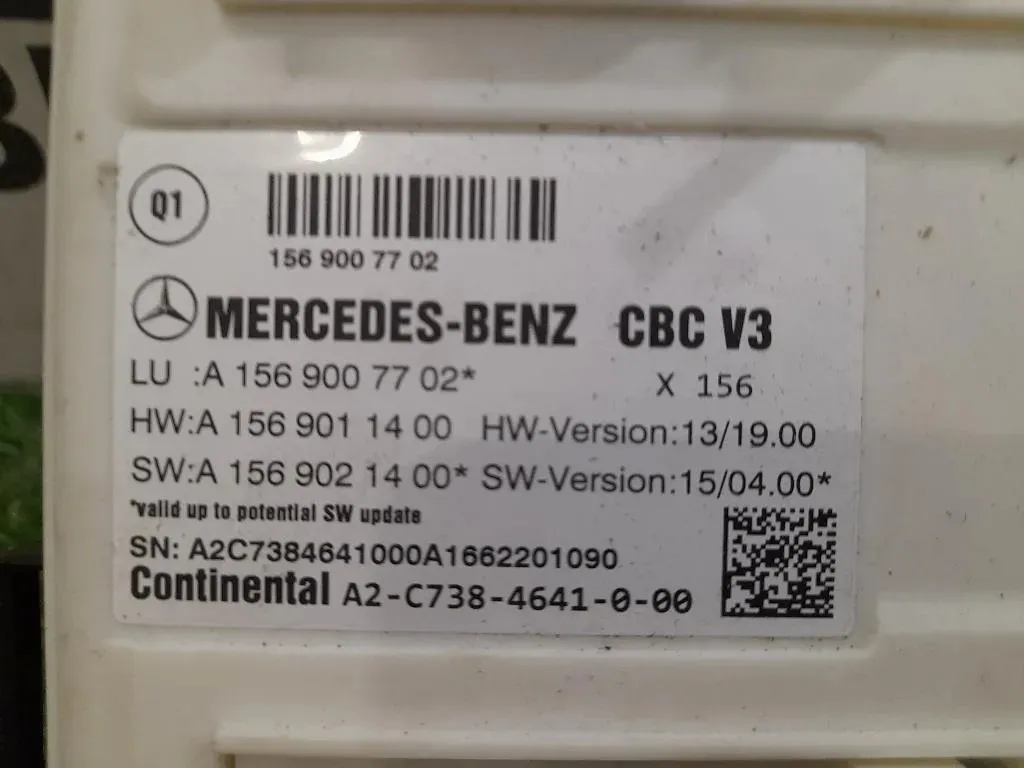 Q1
156 900 77 02
MERCEDES-BENZ CBC V3
LU :A 156 900 77 02* X 156
HW:A 156 901 14 00 HW-Version:13/19.00
SW:A 156 902 14 00* SW-Version:15/04.00*
*valid up to potential SW update
SN: A2C7384641000A1662201090
Continental A2-C738-4641-0-00